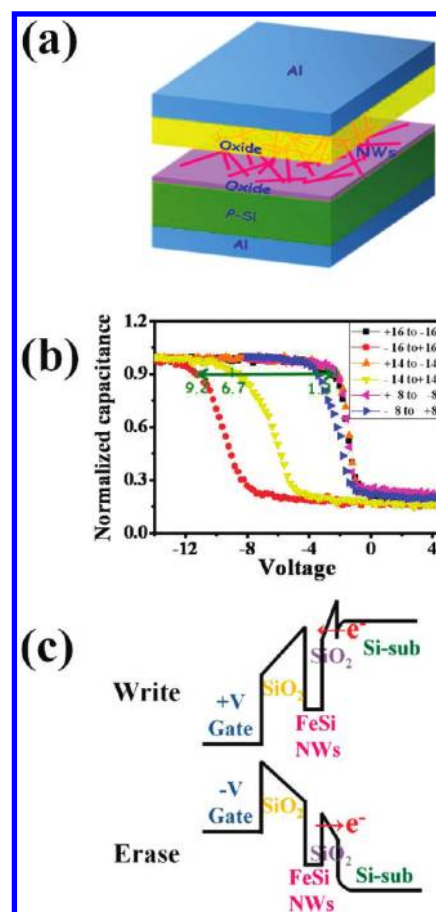 (a)
Al
Oxide
NWs
Oxide
P-Si
Al
(b)
Normalized capacitance
1.2
0.9
0.6
0.3
0.0
9.2 6.7
+16 to -16
-16 to+16
+14 to -14
-14 to+14
+ 8 to -8
- 8 to +8
-12 -8 -4 0 4
Voltage
(c)
Write
+V
Gate
SiO2
FeSi
NWs
e-
SiO2
Si-sub
Erase
-V
Gate
SiO2
FeSi
NWs
e-
SiO2
Si-sub